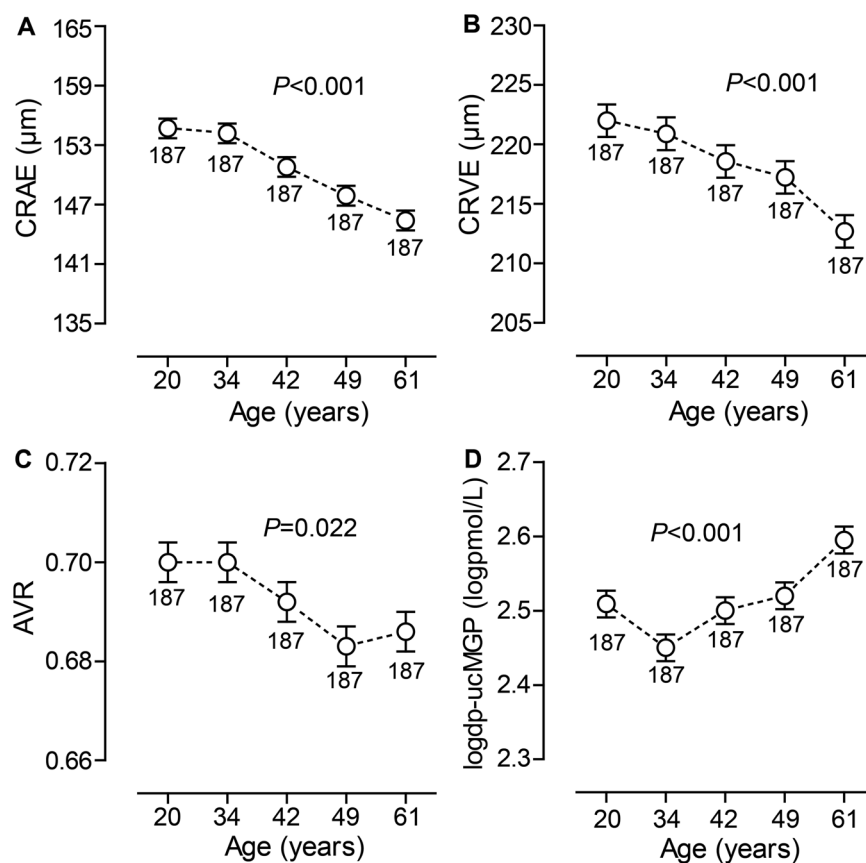 A
CRAE (μm)
165
159
153
147
141
135
P<0.001
187
187
187
187
187
20 34 42 49 61
Age (years)
B
CRVE (μm)
230
225
220
215
210
205
P<0.001
187
187
187
187
187
20 34 42 49 61
Age (years)
C
AVR
0.72
0.70
0.68
0.66
P=0.022
187
187
187
187
187
20 34 42 49 61
Age (years)
D
logdp-ucMGP (logpmol/L)
2.7
2.6
2.5
2.4
2.3
P<0.001
187
187
187
187
187
20 34 42 49 61
Age (years)